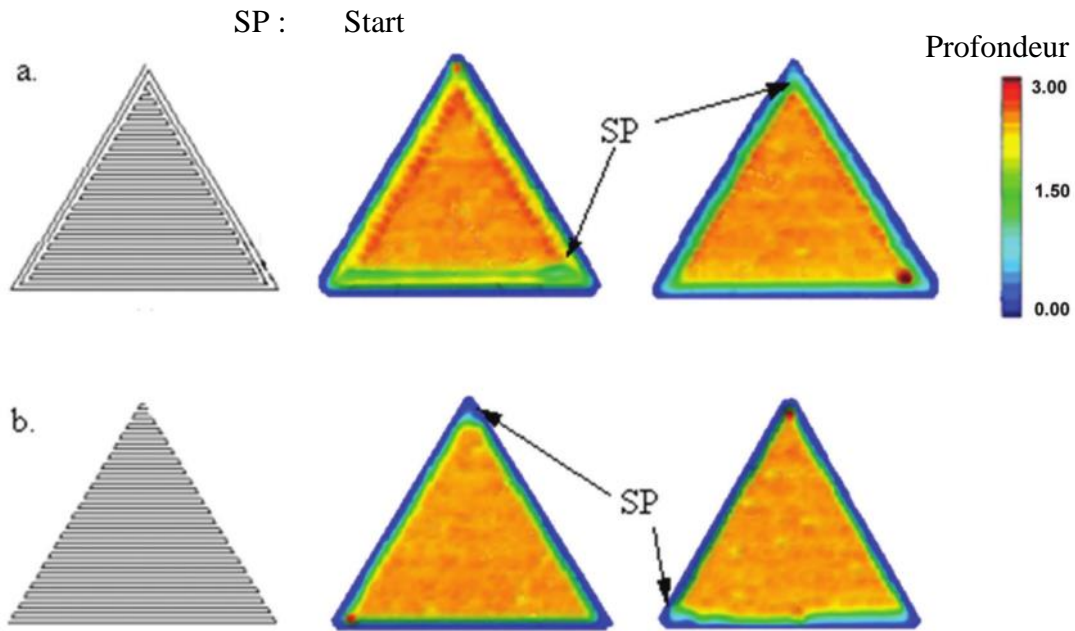 SP :      Start
Profondeur
a.
3.00
SP
1.50
0.00
b.
SP